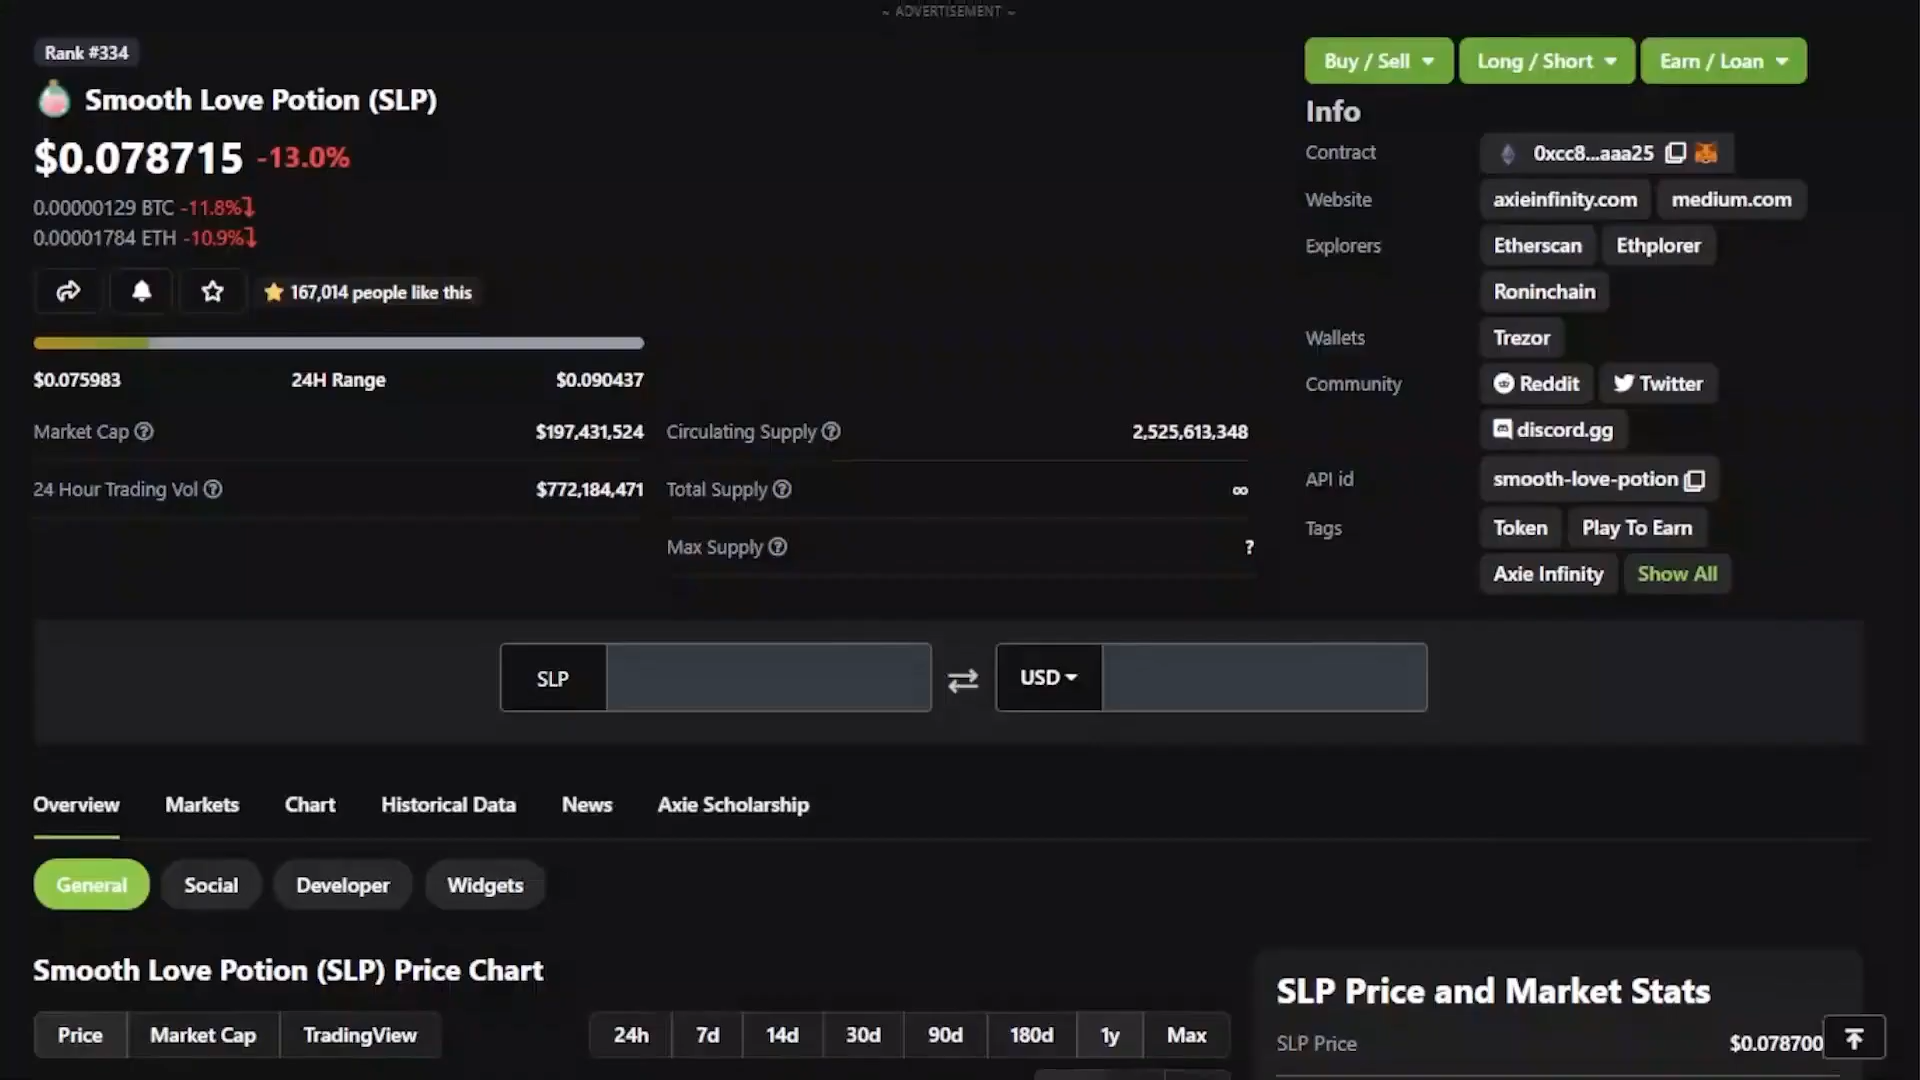 ~ ADVERTISEMENT ~
Rank #334
Smooth Love Potion (SLP)
$0.078715 -13.0%
0.00000129 BTC -11.8%
0.00001784 ETH -10.9%
167,014 people like this
$0.075983 24H Range $0.090437
Market Cap $197,431,524
24 Hour Trading Vol $772,184,471
Circulating Supply 2,525,613,348
Total Supply ∞
Max Supply ?
Buy / Sell Long / Short Earn / Loan
Info
Contract 0xcc8...aaa25
Website axieinfinity.com medium.com
Explorers Etherscan Ethplorer
Roninchain
Wallets Trezor
Community Reddit Twitter
discord.gg
API id smooth-love-potion
Tags Token Play To Earn
Axie Infinity Show All
SLP USD
Overview Markets Chart Historical Data News Axie Scholarship
General Social Developer Widgets
Smooth Love Potion (SLP) Price Chart
Price Market Cap TradingView 24h 7d 14d 30d 90d 180d 1y Max
SLP Price and Market Stats
SLP Price $0.078700